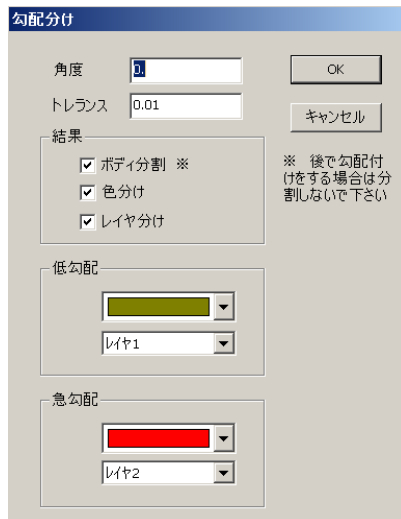 勾配分け
角度 0.
OK
トレランス 0.01
キャンセル
結果
ボディ分割 ※
色分け
レイヤ分け
※ 後で勾配付
けをする場合は分
割しないで下さい
低勾配
レイヤ1
急勾配
レイヤ2